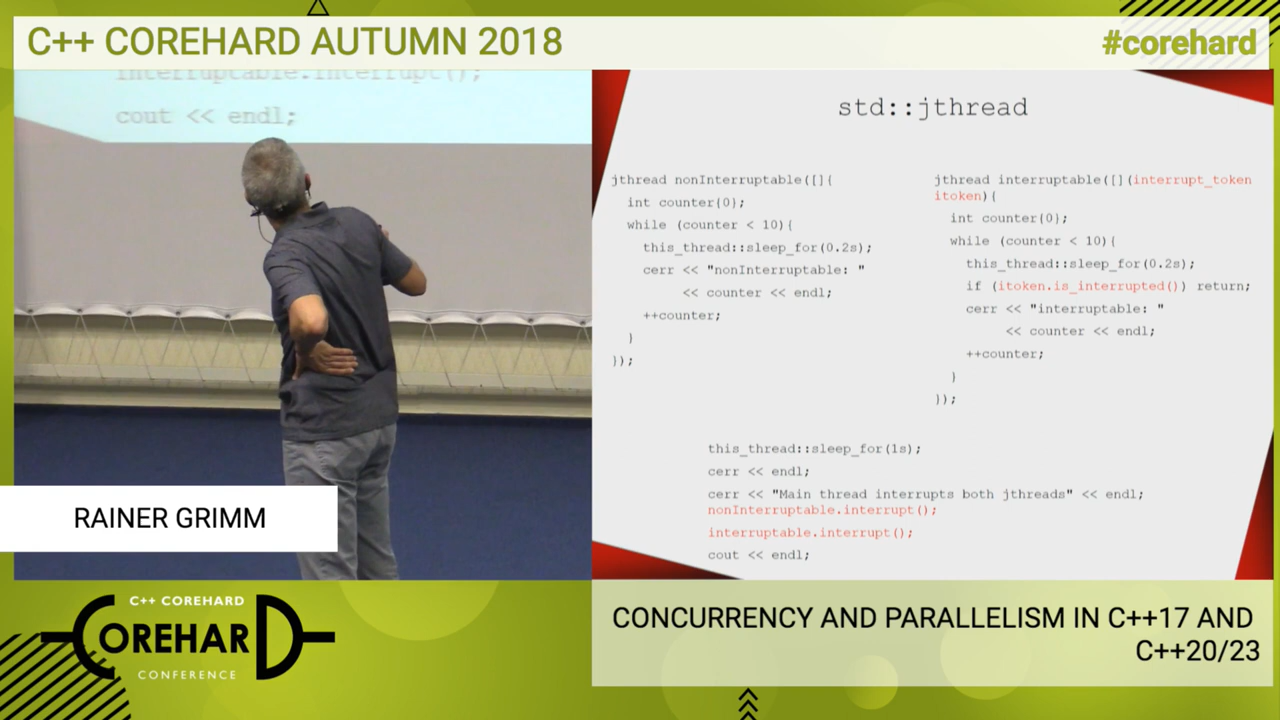 C++ COREHARD AUTUMN 2018
#corehard
interruptable.interrupt();
cout << endl;
std::jthread
jthread nonInterruptable([]{
int counter{0};
while (counter < 10){
this_thread::sleep_for(0.2s);
cerr << "nonInterruptable: "
<< counter << endl;
++counter;
}
});
jthread interruptable([](interrupt_token
itoken){
int counter{0};
while (counter < 10){
this_thread::sleep_for(0.2s);
if (itoken.is_interrupted()) return;
cerr << "interruptable: "
<< counter << endl;
++counter;
}
});
this_thread::sleep_for(1s);
cerr << endl;
cerr << "Main thread interrupts both jthreads" << endl;
nonInterruptable.interrupt();
interruptable.interrupt();
cout << endl;
RAINER GRIMM
C++ COREHARD
COREHARD
CONFERENCE
CONCURRENCY AND PARALLELISM IN C++17 AND
C++20/23